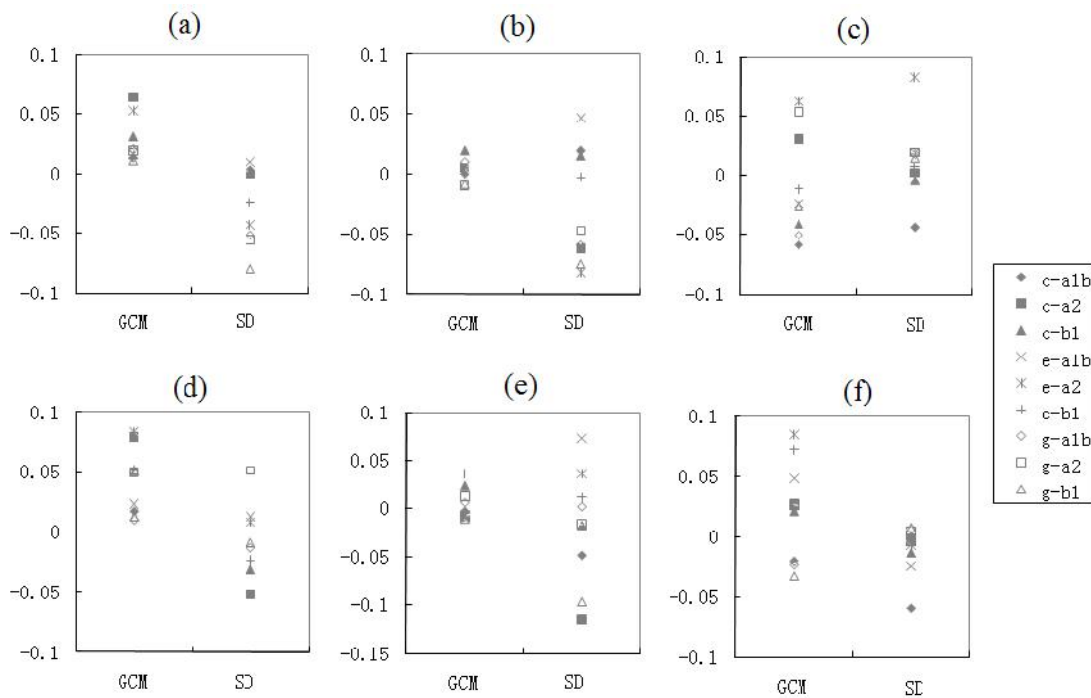 (a)
0.1
0.05
0
-0.05
-0.1
GCM
SD
(b)
0.1
0.05
0
-0.05
-0.1
GCM
SD
(c)
0.1
0.05
0
-0.05
-0.1
GCM
SD
c-a1b
c-a2
c-b1
e-a1b
e-a2
c-b1
g-a1b
g-a2
g-b1
(d)
0.1
0.05
0
-0.05
-0.1
GCM
SD
(e)
0.1
0.05
0
-0.05
-0.1
-0.15
GCM
SD
(f)
0.1
0.05
0
-0.05
-0.1
GCM
SD